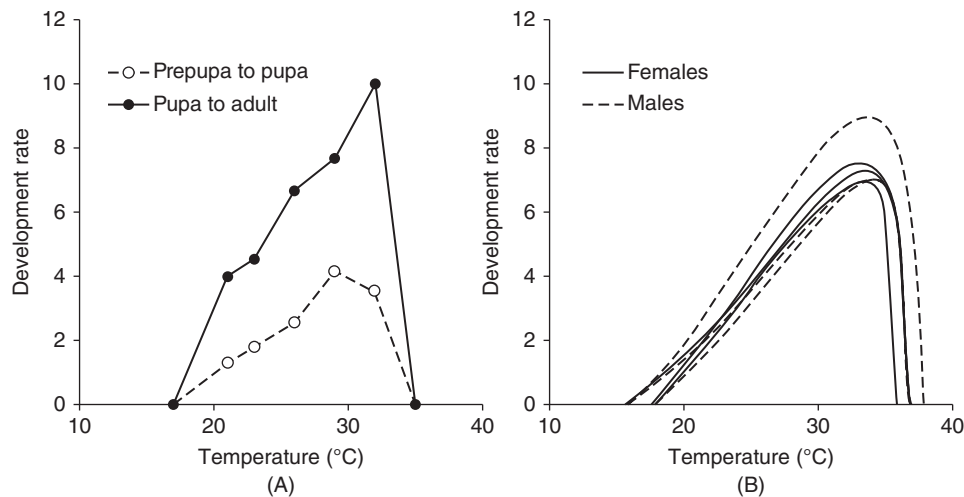 12
10
8
6
4
2
0
10
20
30
40
Development rate
Prepupa to pupa
Pupa to adult
Temperature (°C)
(A)
12
10
8
6
4
2
0
10
20
30
40
Development rate
Females
Males
Temperature (°C)
(B)